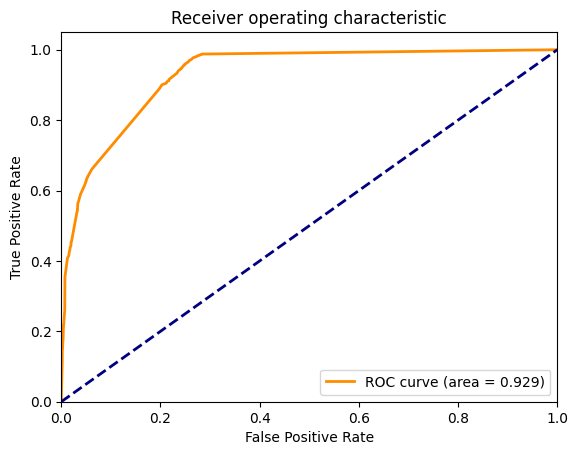 Receiver operating characteristic
True Positive Rate
1.0
0.8
0.6
0.4
0.2
0.0
ROC curve (area = 0.929)
0.0 0.2 0.4 0.6 0.8 1.0
False Positive Rate